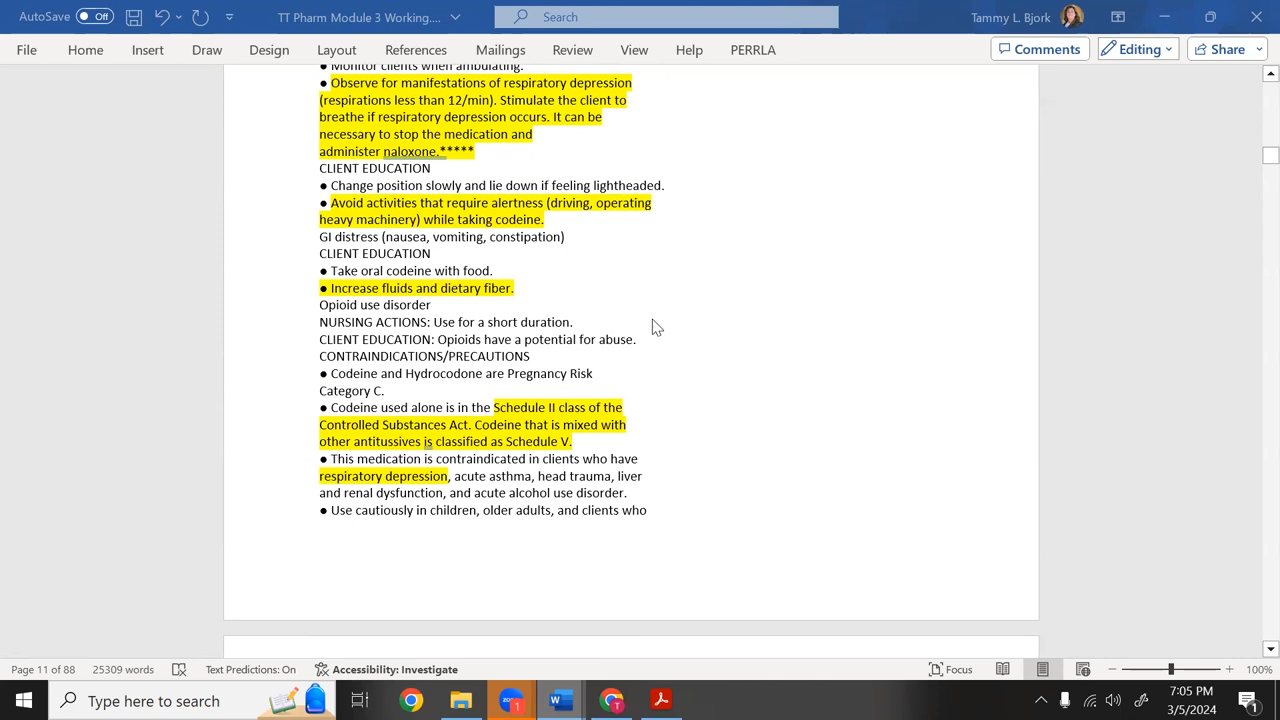 AutoSave Off TT Pharm Module 3 Working.... Search Tammy L. Bjork
File Home Insert Draw Design Layout References Mailings Review View Help PERRLA Comments Editing Share
● Monitor clients when ambulating.
● Observe for manifestations of respiratory depression
(respirations less than 12/min). Stimulate the client to
breathe if respiratory depression occurs. It can be
necessary to stop the medication and
administer naloxone.*****
CLIENT EDUCATION
● Change position slowly and lie down if feeling lightheaded.
● Avoid activities that require alertness (driving, operating
heavy machinery) while taking codeine.
GI distress (nausea, vomiting, constipation)
CLIENT EDUCATION
● Take oral codeine with food.
● Increase fluids and dietary fiber.
Opioid use disorder
NURSING ACTIONS: Use for a short duration.
CLIENT EDUCATION: Opioids have a potential for abuse.
CONTRAINDICATIONS/PRECAUTIONS
● Codeine and Hydrocodone are Pregnancy Risk
Category C.
● Codeine used alone is in the Schedule II class of the
Controlled Substances Act. Codeine that is mixed with
other antitussives is classified as Schedule V.
● This medication is contraindicated in clients who have
respiratory depression, acute asthma, head trauma, liver
and renal dysfunction, and acute alcohol use disorder.
● Use cautiously in children, older adults, and clients who
Page 11 of 88 25309 words Text Predictions: On Accessibility: Investigate Focus 100%
Type here to search zoom 1 T 7:05 PM
3/5/2024 1